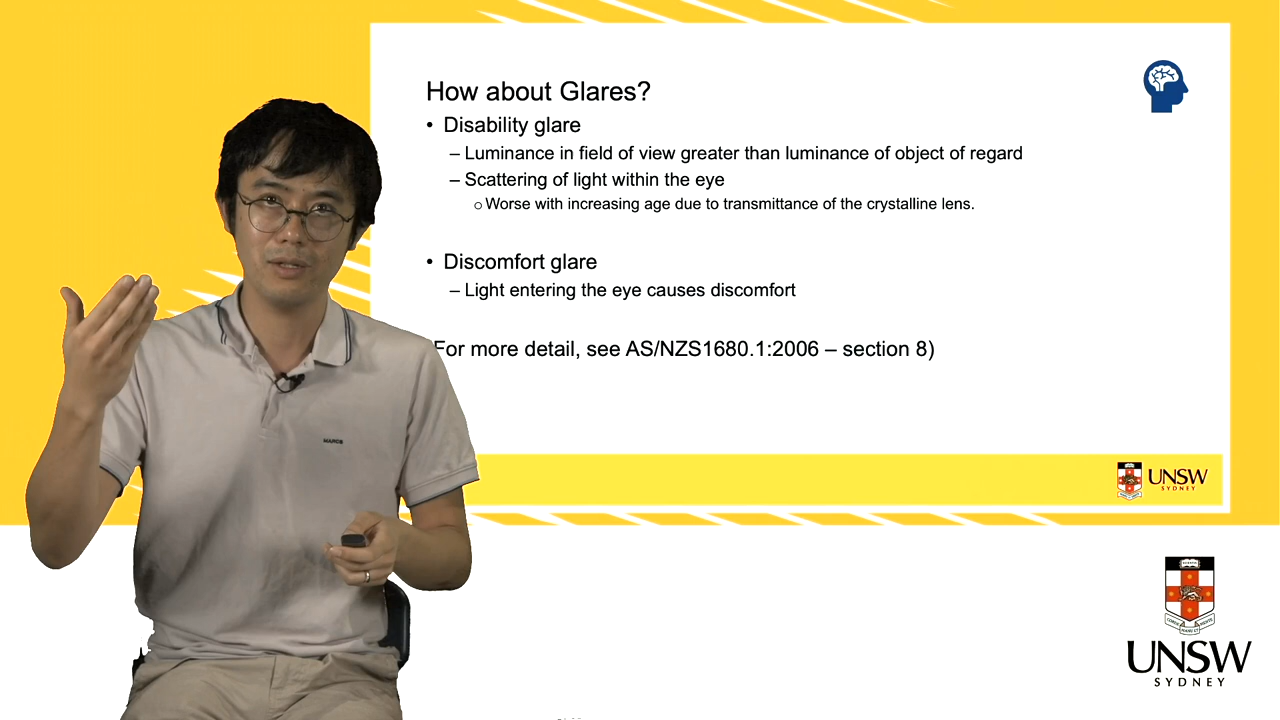 How about Glares?
• Disability glare
– Luminance in field of view greater than luminance of object of regard
– Scattering of light within the eye
o Worse with increasing age due to transmittance of the crystalline lens.
• Discomfort glare
– Light entering the eye causes discomfort
For more detail, see AS/NZS1680.1:2006 – section 8)
UNSW
SYDNEY
UNSW
SYDNEY